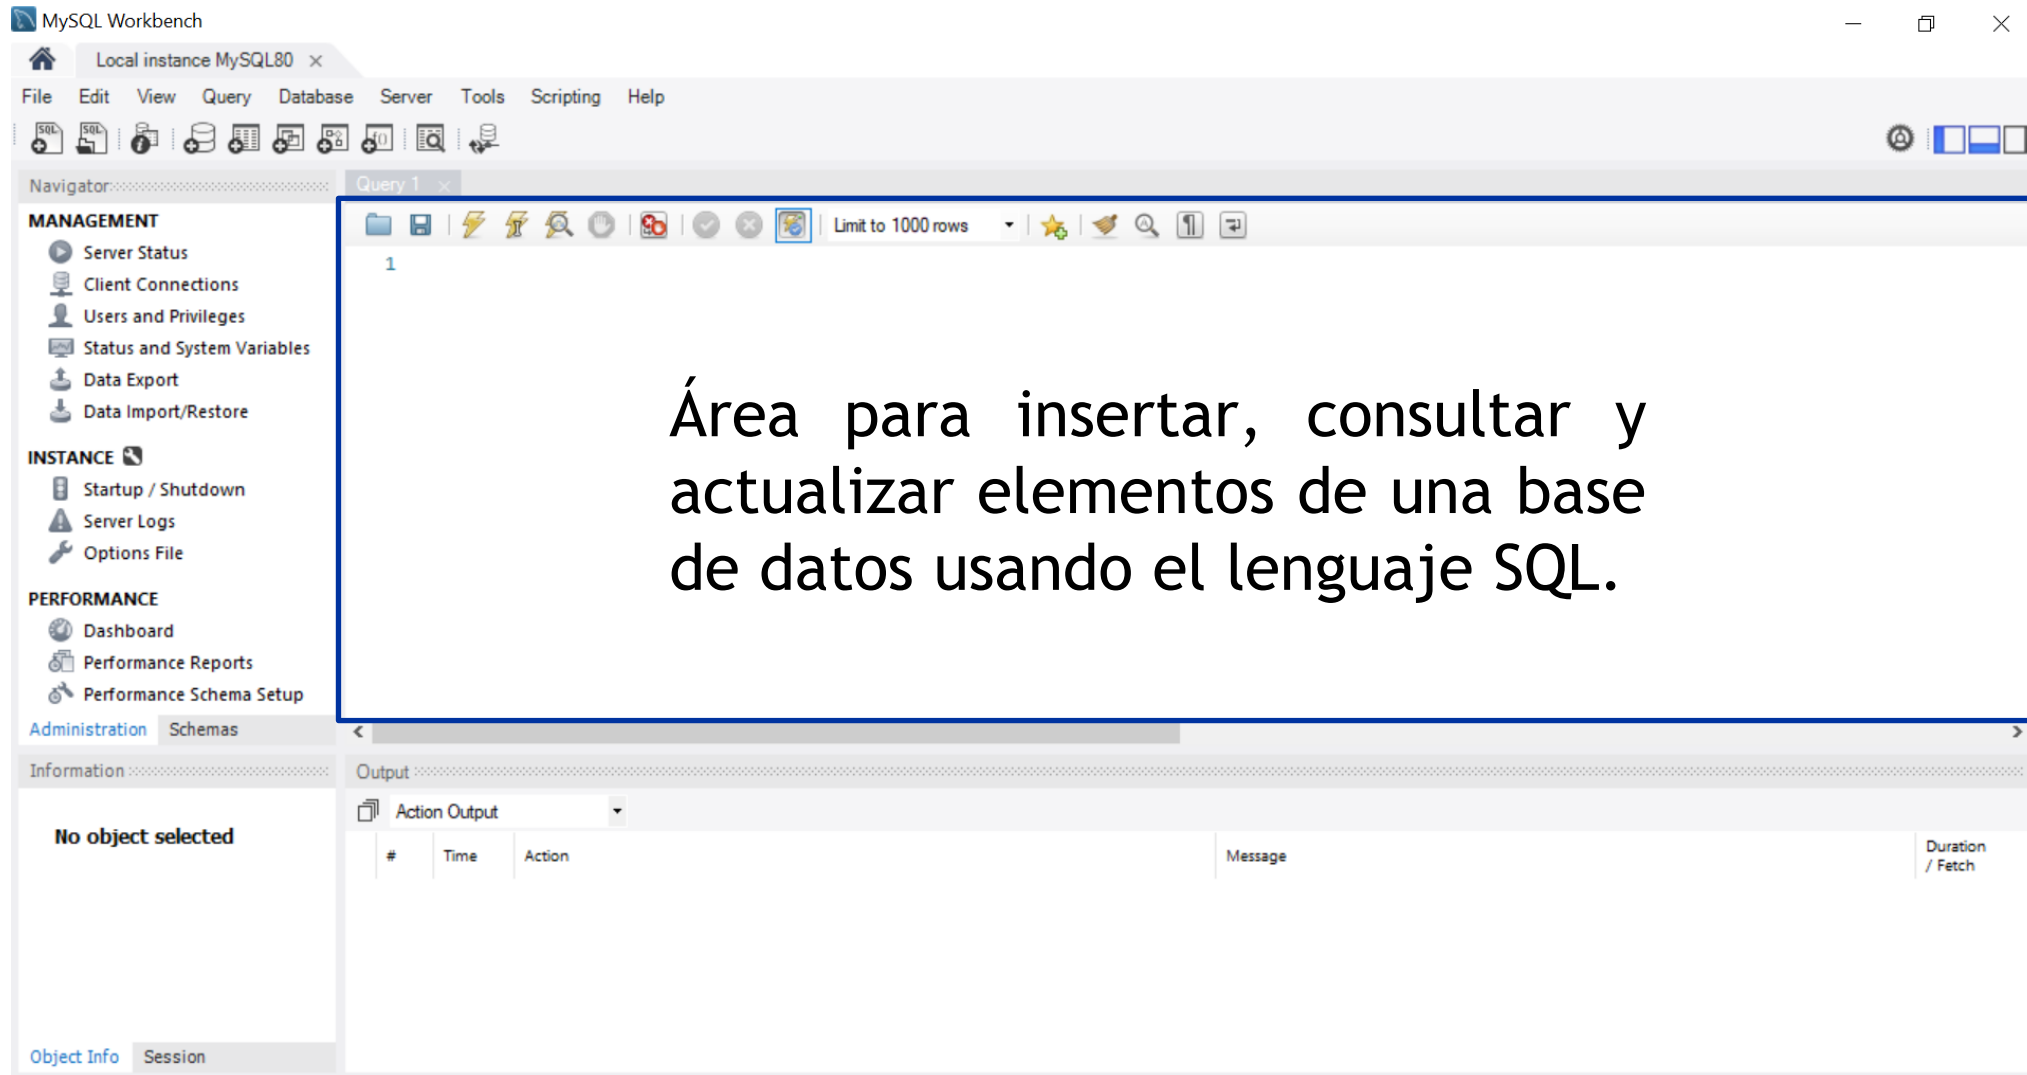 MySQL Workbench
Local instance MySQL80
File Edit View Query Database Server Tools Scripting Help
Navigator
Query 1
MANAGEMENT
Server Status
Client Connections
Users and Privileges
Status and System Variables
Data Export
Data Import/Restore
INSTANCE
Startup / Shutdown
Server Logs
Options File
PERFORMANCE
Dashboard
Performance Reports
Performance Schema Setup
Administration Schemas
Limit to 1000 rows
1
Área para insertar, consultar y
actualizar elementos de una base
de datos usando el lenguaje SQL.
Information
No object selected
Object Info Session
Output
Action Output
# Time Action Message Duration
/ Fetch